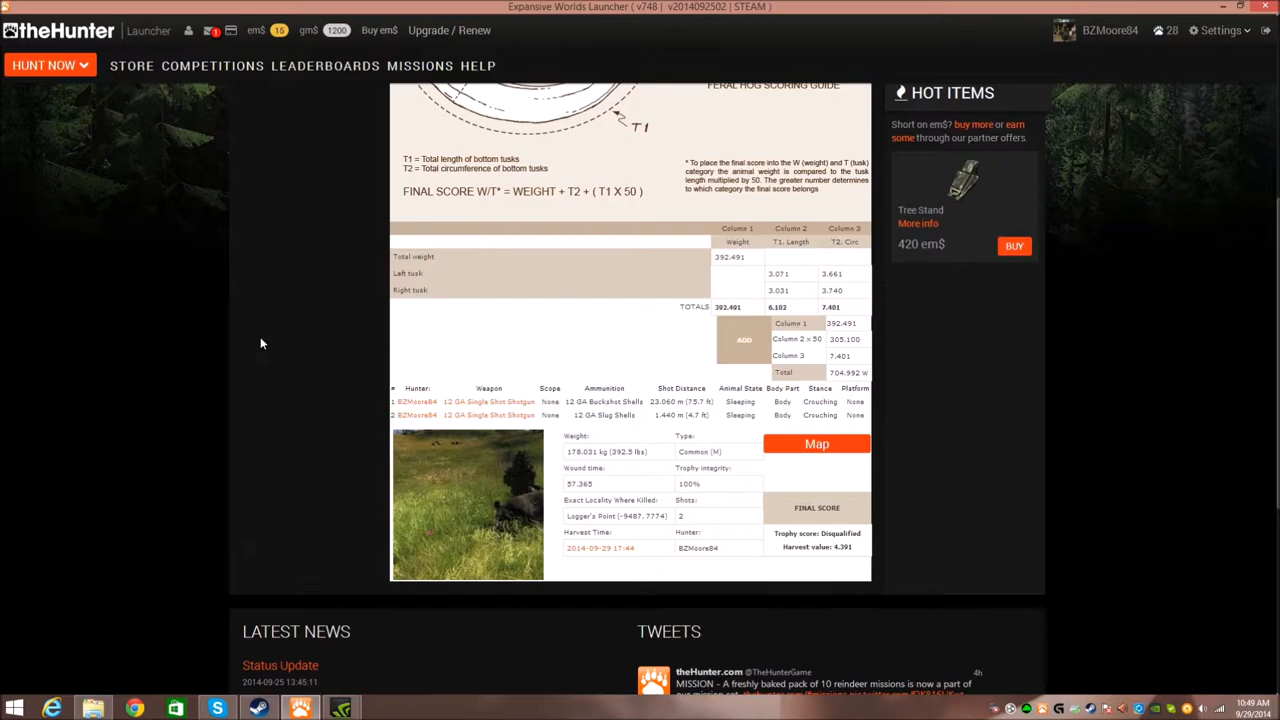 Expansive Worlds Launcher ( v748 | v2014092502 | STEAM )
theHunter Launcher 1 em$ 15 gm$ 1200 Buy em$ Upgrade / Renew BZMoore84 28 Settings
HUNT NOW STORE COMPETITIONS LEADERBOARDS MISSIONS HELP
FERAL HOG SCORING GUIDE
T1
T1 = Total length of bottom tusks
T2 = Total circumference of bottom tusks
FINAL SCORE W/T* = WEIGHT + T2 + ( T1 X 50 )
* To place the final score into the W (weight) and T (tusk)
category the animal weight is compared to the tusk
length multiplied by 50. The greater number determines
to which category the final score belongs
HOT ITEMS
Short on em$? buy more or earn
some through our partner offers.
Tree Stand
More info
420 em$ BUY
Column 1 Column 2 Column 3
Weight T1. Length T2. Circ
Total weight 392.491
Left tusk 3.071 3.661
Right tusk 3.031 3.740
TOTALS 392.491 6.102 7.401
ADD
Column 1 392.491
Column 2 x 50 305.100
Column 3 7.401
Total 704.992 W
# Hunter: Weapon Scope Ammunition Shot Distance Animal State Body Part Stance Platform
1 BZMoore84 12 GA Single Shot Shotgun None 12 GA Buckshot Shells 23.060 m (75.7 ft) Sleeping Body Crouching None
2 BZMoore84 12 GA Single Shot Shotgun None 12 GA Slug Shells 1.440 m (4.7 ft) Sleeping Body Crouching None
Weight: Type:
178.031 kg (392.5 lbs) Common (M)
Map
Wound time: Trophy integrity:
57.365 100%
Exact Locality Where Killed: Shots:
Logger's Point (-9487, 7774) 2
FINAL SCORE
Harvest Time: Hunter:
2014-09-29 17:44 BZMoore84
Trophy score: Disqualified
Harvest value: 4.391
LATEST NEWS
Status Update
2014-09-25 13:45:11
TWEETS
theHunter.com @TheHunterGame 4h
MISSION - A freshly baked pack of 10 reindeer missions is now a part of
10:49 AM
9/29/2014